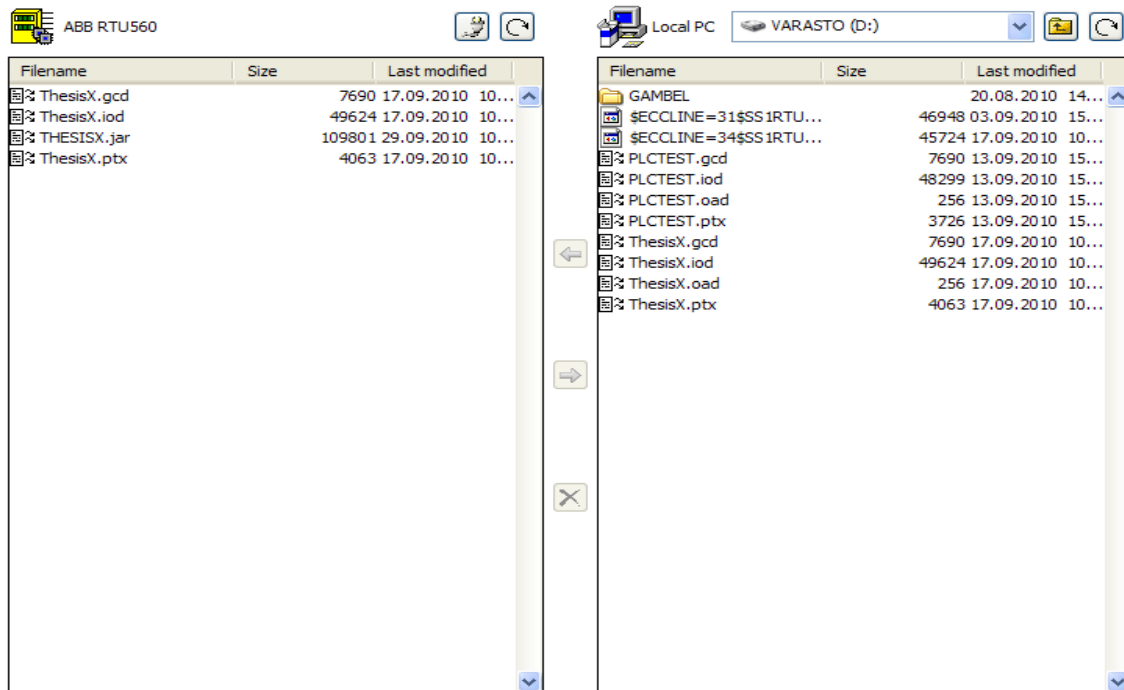 ABB RTU560
Filename Size Last modified
ThesisX.gcd 7690 17.09.2010 10...
ThesisX.iod 49624 17.09.2010 10...
THESISX.jar 109801 29.09.2010 10...
ThesisX.ptx 4063 17.09.2010 10...
Local PC VARASTO (D:)
Filename Size Last modified
GAMBEL 20.08.2010 14...
$ECCLINE=31$SS1RTU... 46948 03.09.2010 15...
$ECCLINE=34$SS1RTU... 45724 17.09.2010 10...
PLCTEST.gcd 7690 13.09.2010 15...
PLCTEST.iod 48299 13.09.2010 15...
PLCTEST.oad 256 13.09.2010 15...
PLCTEST.ptx 3726 13.09.2010 15...
ThesisX.gcd 7690 17.09.2010 10...
ThesisX.iod 49624 17.09.2010 10...
ThesisX.oad 256 17.09.2010 10...
ThesisX.ptx 4063 17.09.2010 10...